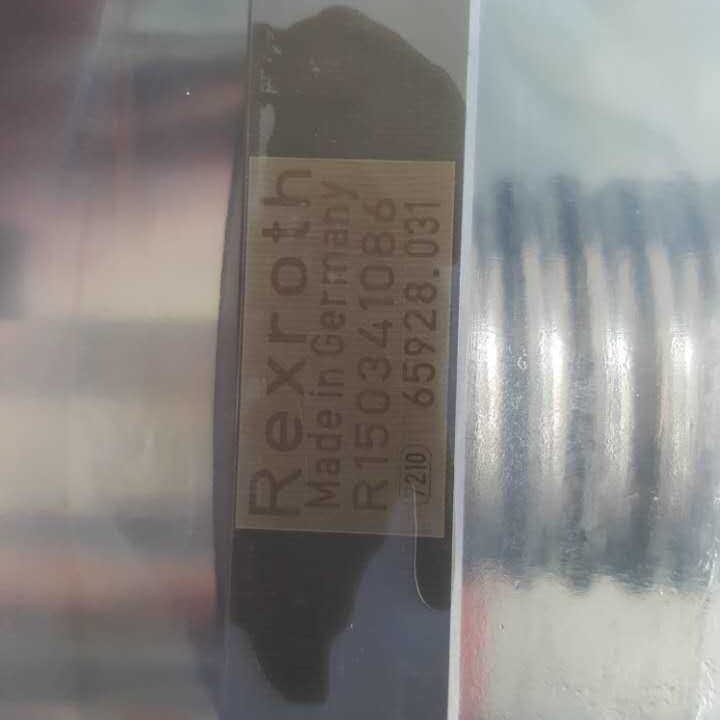 Rexroth
Made in Germany
R150341086
7210 65928.031